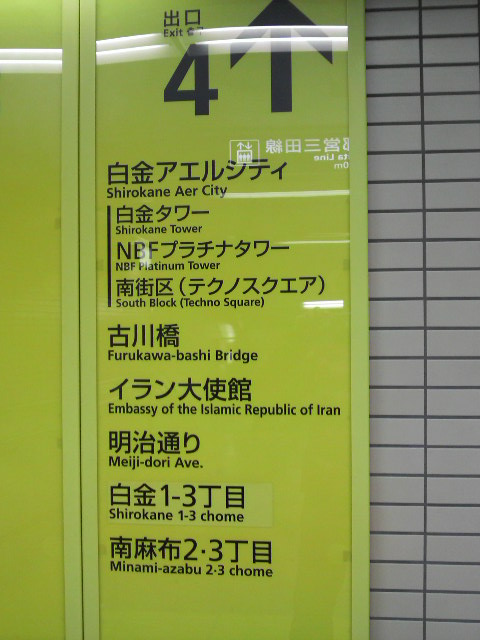 出口
Exit
4
白金アエルシティ
Shirokane Aer City
白金タワー
Shirokane Tower
NBFプラチナタワー
NBF Platinum Tower
南街区（テクノスクエア）
South Block (Techno Square)
古川橋
Furukawa-bashi Bridge
イラン大使館
Embassy of the Islamic Republic of Iran
明治通り
Meiji-dori Ave.
白金1-3丁目
Shirokane 1-3 chome
南麻布2･3丁目
Minami-azabu 2･3 chome